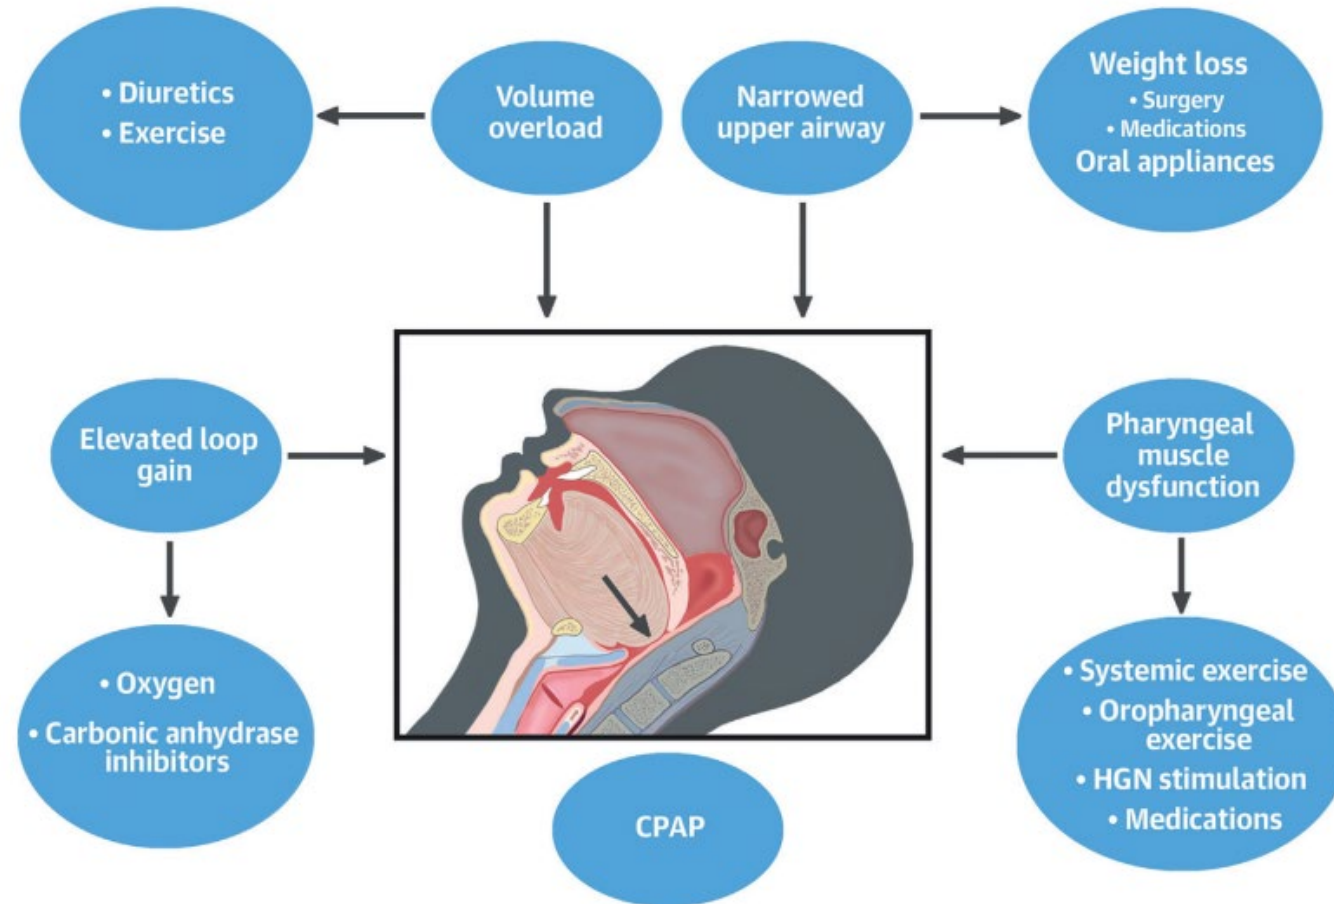 • Diuretics
• Exercise
Volume
overload
Narrowed
upper airway
Weight loss
• Surgery
• Medications
Oral appliances
Elevated loop
gain
Pharyngeal
muscle
dysfunction
• Oxygen
• Carbonic anhydrase
inhibitors
• Systemic exercise
• Oropharyngeal
exercise
• HGN stimulation
• Medications
CPAP